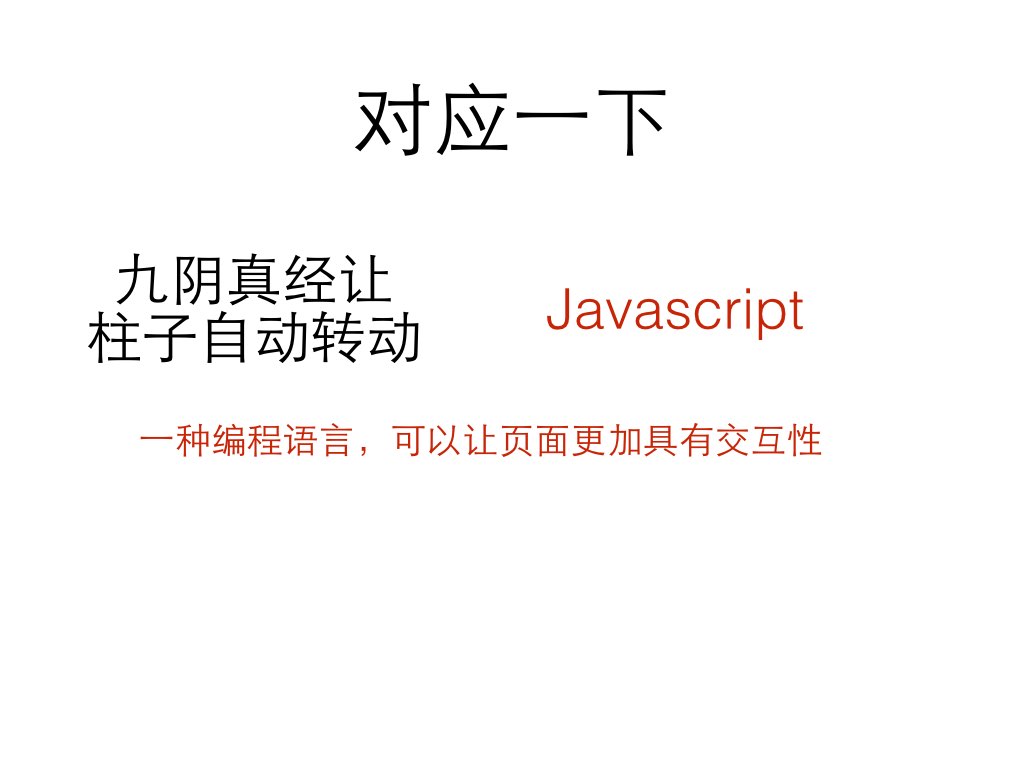 对应一下
九阴真经让
柱子自动转动
Javascript
一种编程语言，可以让页面更加具有交互性